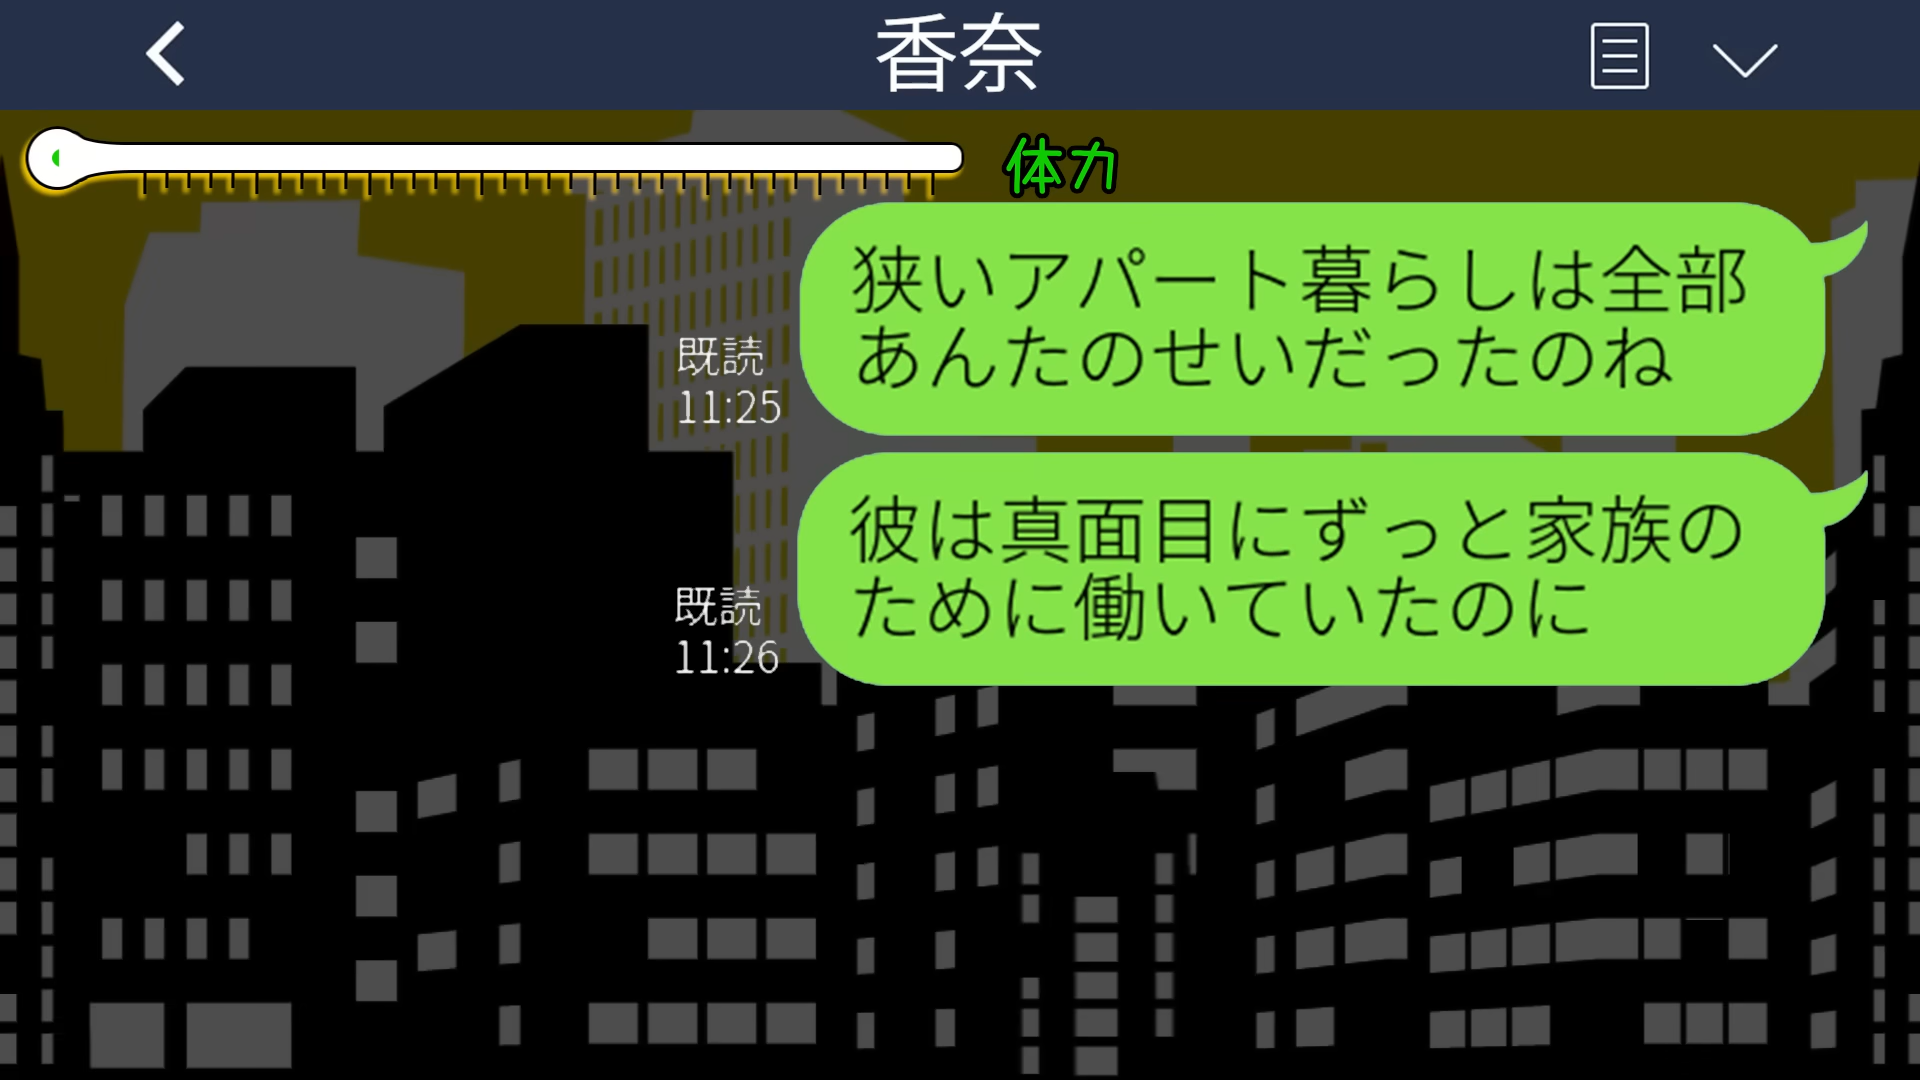 香奈
体力
狭いアパート暮らしは全部
あんたのせいだったのね
既読
11:25
彼は真面目にずっと家族の
ために働いていたのに
既読
11:26